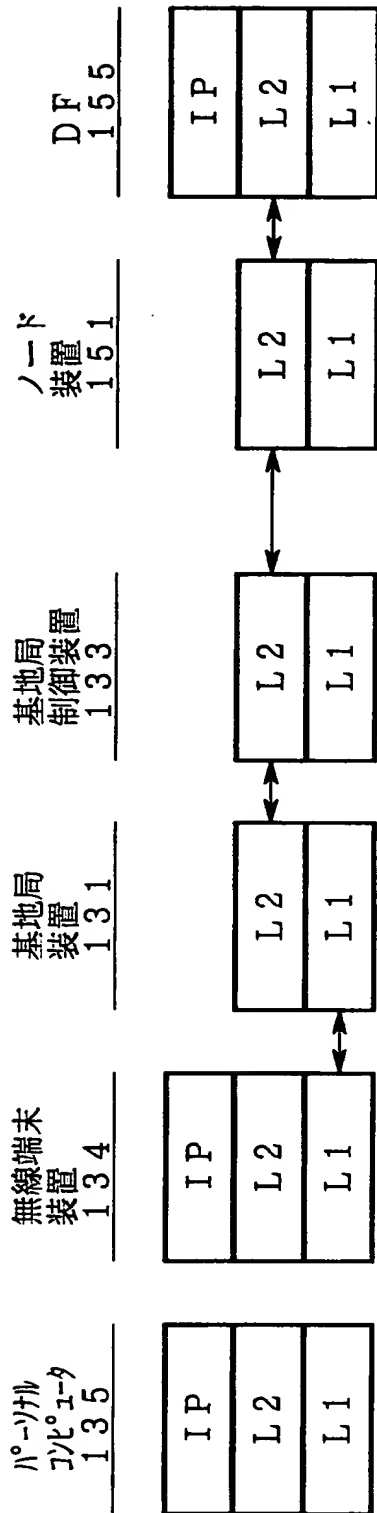 パーソナル
コンピュータ
135
IP
L2
L1
無線端末
装置
134
IP
L2
L1
基地局
装置
131
L2
L1
基地局
制御装置
133
L2
L1
ノード
装置
151
L2
L1
DF
155
IP
L2
L1